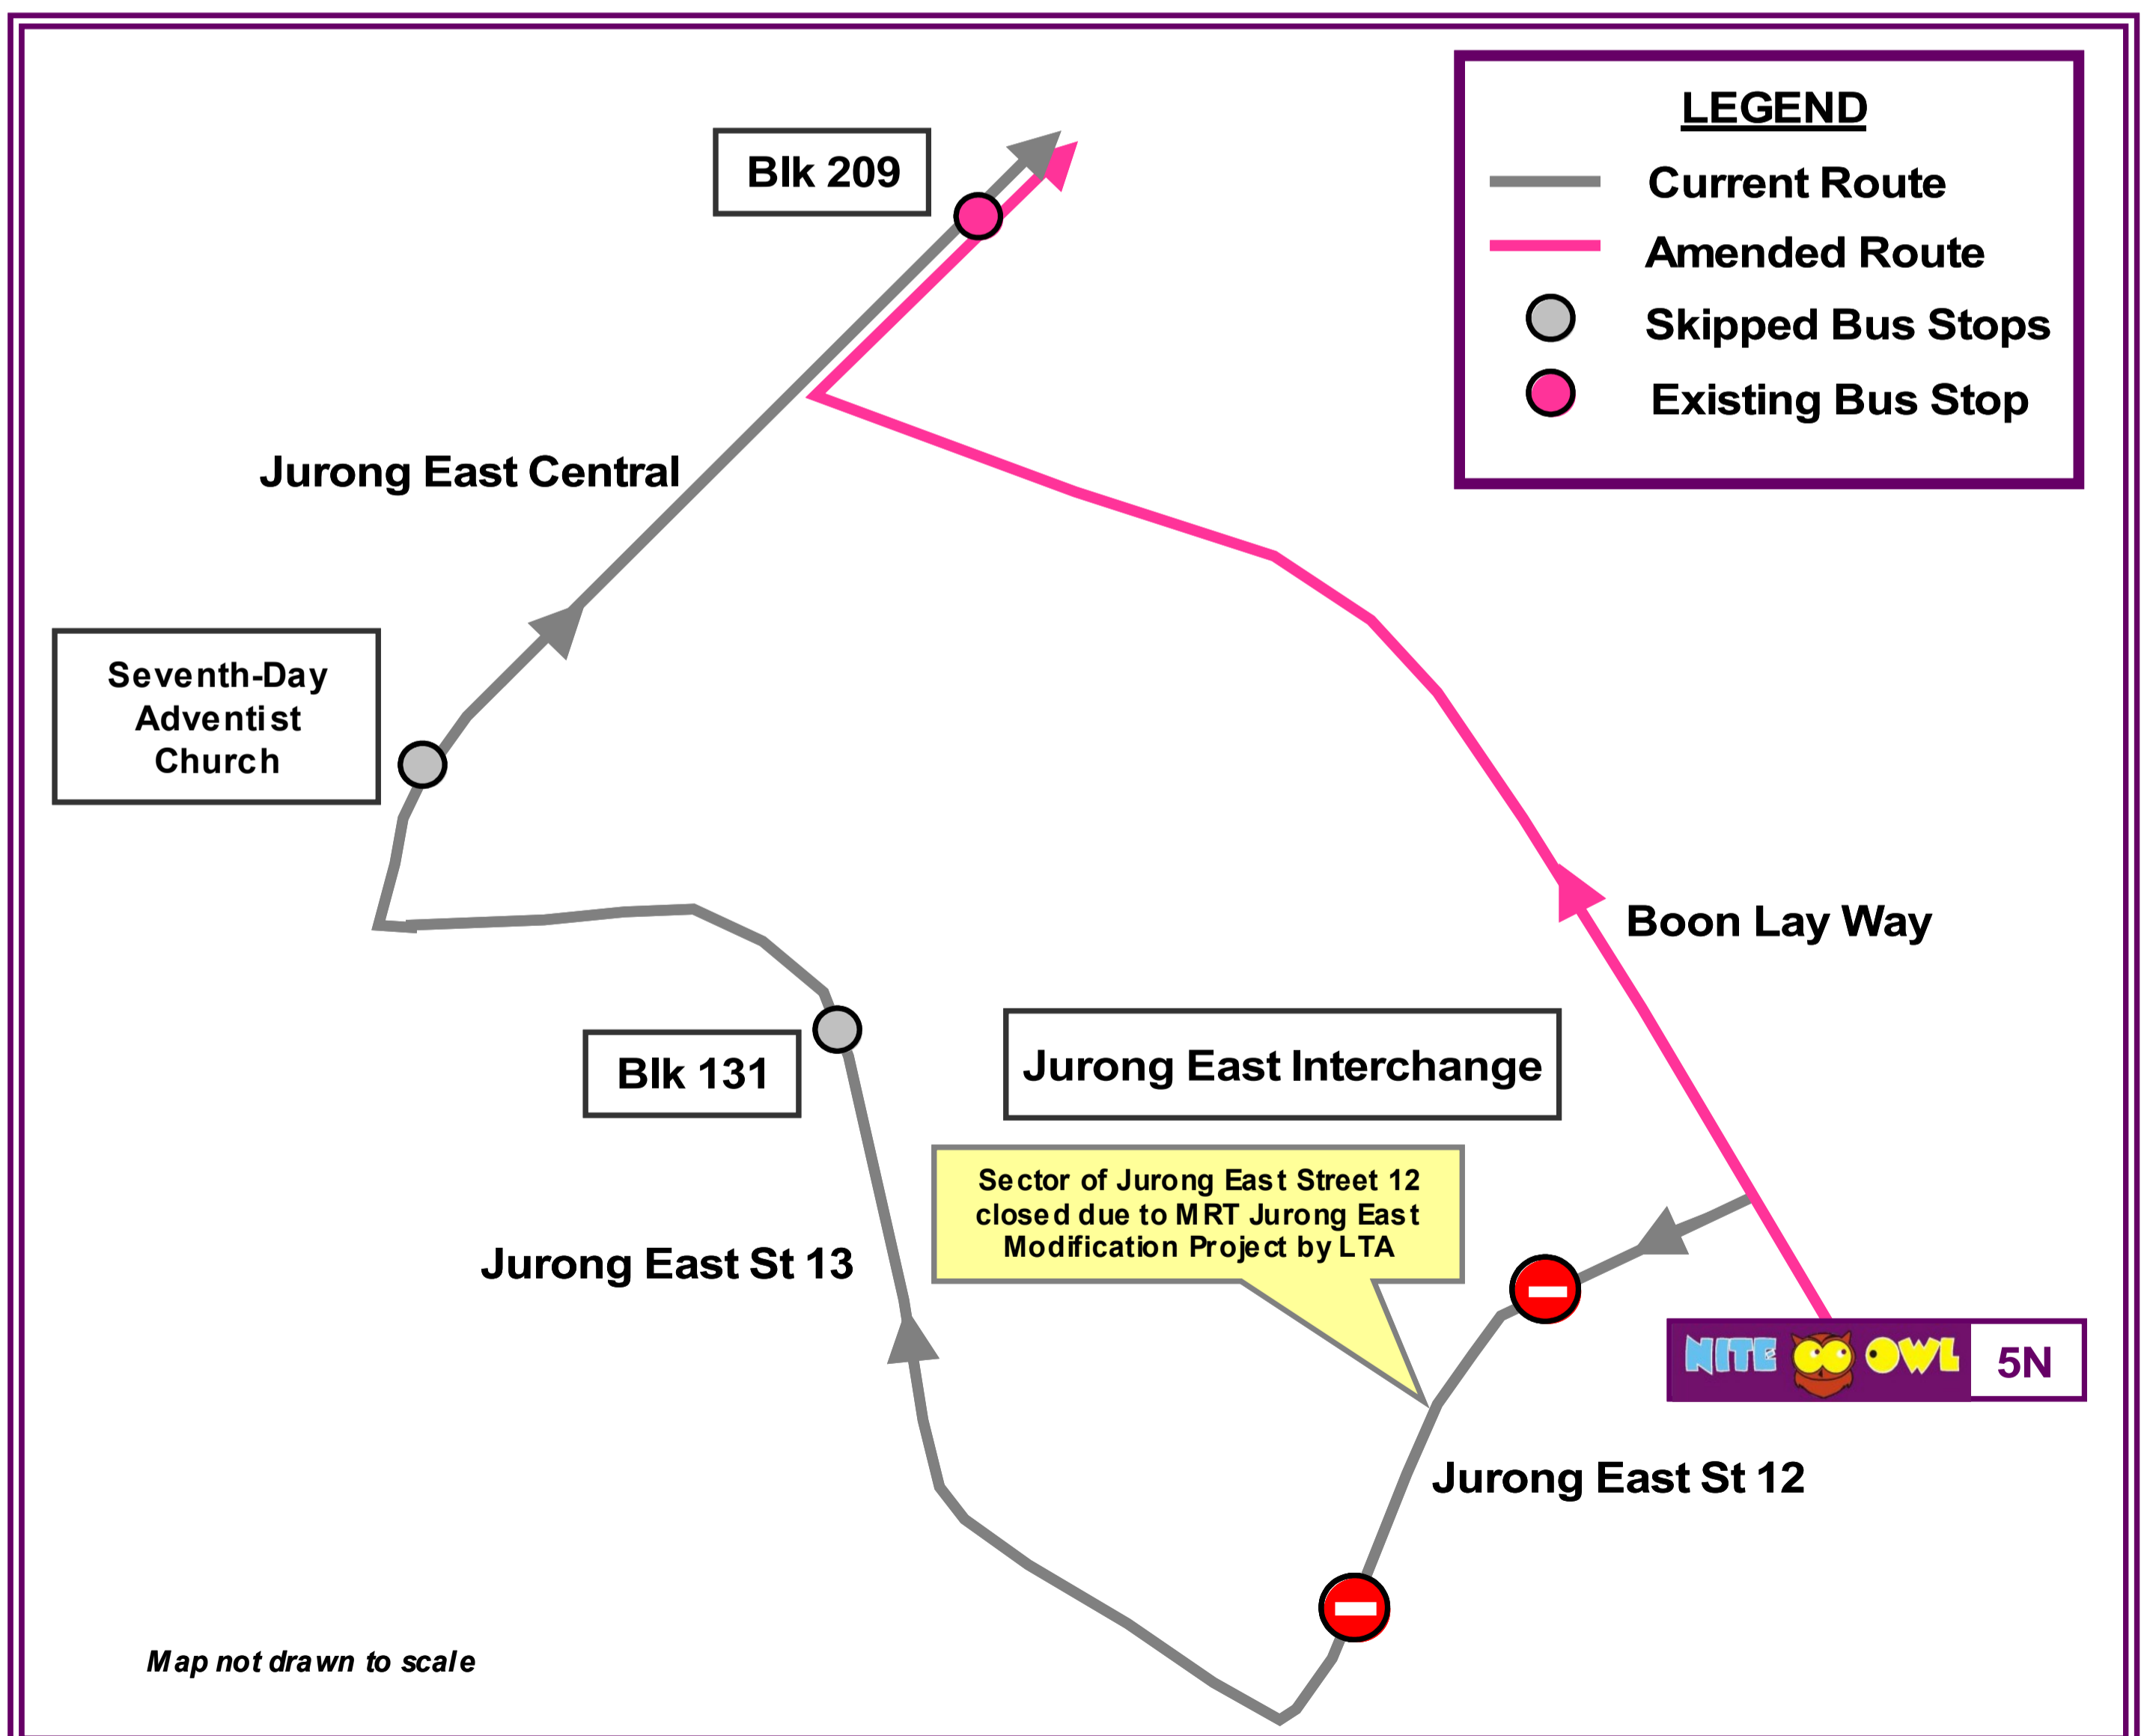 LEGEND
Current Route
Amended Route
Skipped Bus Stops
Existing Bus Stop
Blk 209
Jurong East Centrl
Seventh-Day
Adventist
Church
Boon Lay Way
Blk 131
Jurong East Interchange
Sector of Jurong East Street 12
closed due to MRT Jurong East
Modification Project by LTA
Jurong East St 13
NITE OWL 5N
Jurong East St 12
Map not drawn to scale